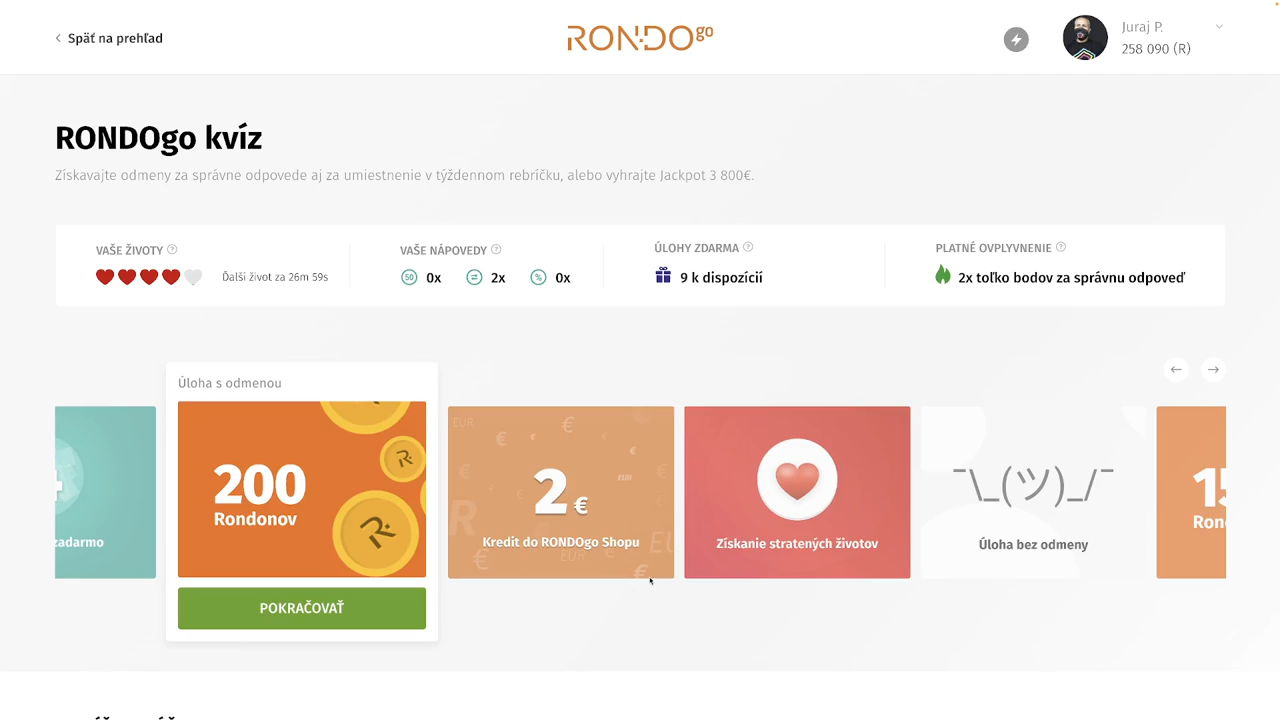 Späť na prehľad
RONDOgo
Juraj P.
258 090 (R)
RONDOgo kvíz
Získavajte odmeny za správne odpovede aj za umiestnenie v týždennom rebríčku, alebo vyhrajte Jackpot 3 800€.
VAŠE ŽIVOTY
Ďalší život za 26m 59s
VAŠE NÁPOVEDY
50 0x 2x % 0x
ÚLOHY ZDARMA
9 k dispozícií
PLATNÉ OVPLYVNENIE
2x toľko bodov za správnu odpoveď
zadarmo
Úloha s odmenou
200
Rondonov
POKRAČOVAŤ
2 €
Kredit do RONDOgo Shopu
Získanie stratených životov
¯\_(ツ)_/¯
Úloha bez odmeny